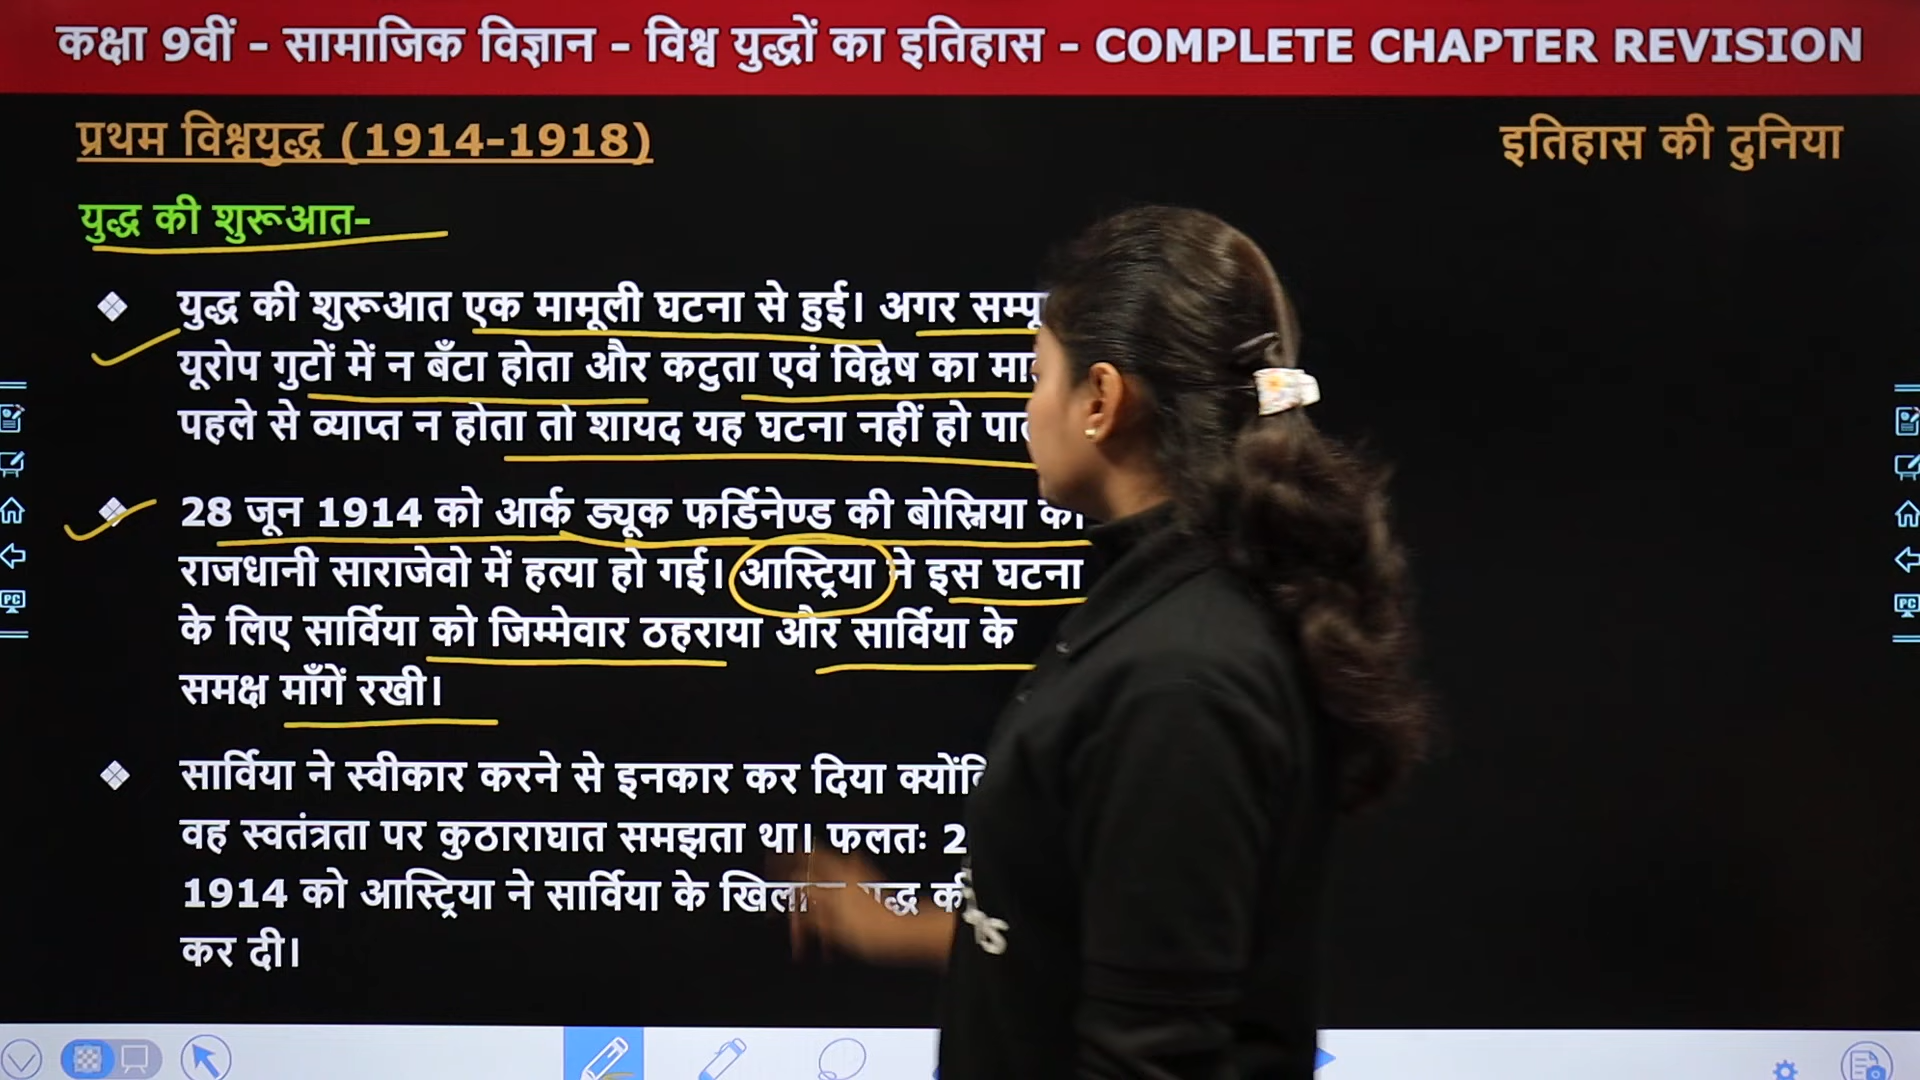 कक्षा 9वीं - सामाजिक विज्ञान - विश्व युद्धों का इतिहास - COMPLETE CHAPTER REVISION
प्रथम विश्वयुद्ध (1914-1918)
इतिहास की दुनिया
युद्ध की शुरूआत-
युद्ध की शुरूआत एक मामूली घटना से हुई। अगर
यूरोप गुटों में न बँटा होता और कटुता एवं विद्वेष का
पहले से व्याप्त न होता तो शायद यह घटना नहीं हो
28 जून 1914 को आर्क ड्यूक फर्डिनेण्ड की बोस्निया की
राजधानी साराजेवो में हत्या हो गई। आस्ट्रिया ने इस घटना
के लिए सार्विया को जिम्मेवार ठहराया और सार्विया के
समक्ष माँगें रखी।
सार्विया ने स्वीकार करने से इनकार कर दिया
वह स्वतंत्रता पर कुठाराघात समझता था। फलतः
1914 को आस्ट्रिया ने सार्विया के
कर दी।
PC
PC